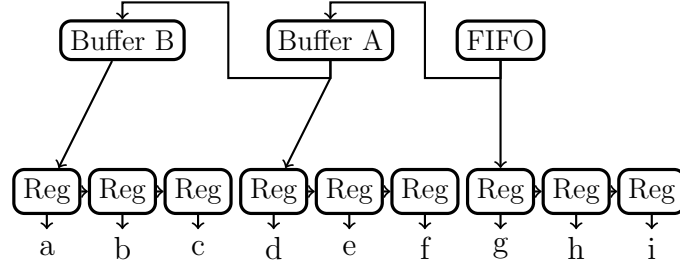 Buffer B Buffer A FIFO
Reg Reg Reg Reg Reg Reg Reg Reg Reg
a b c d e f g h i